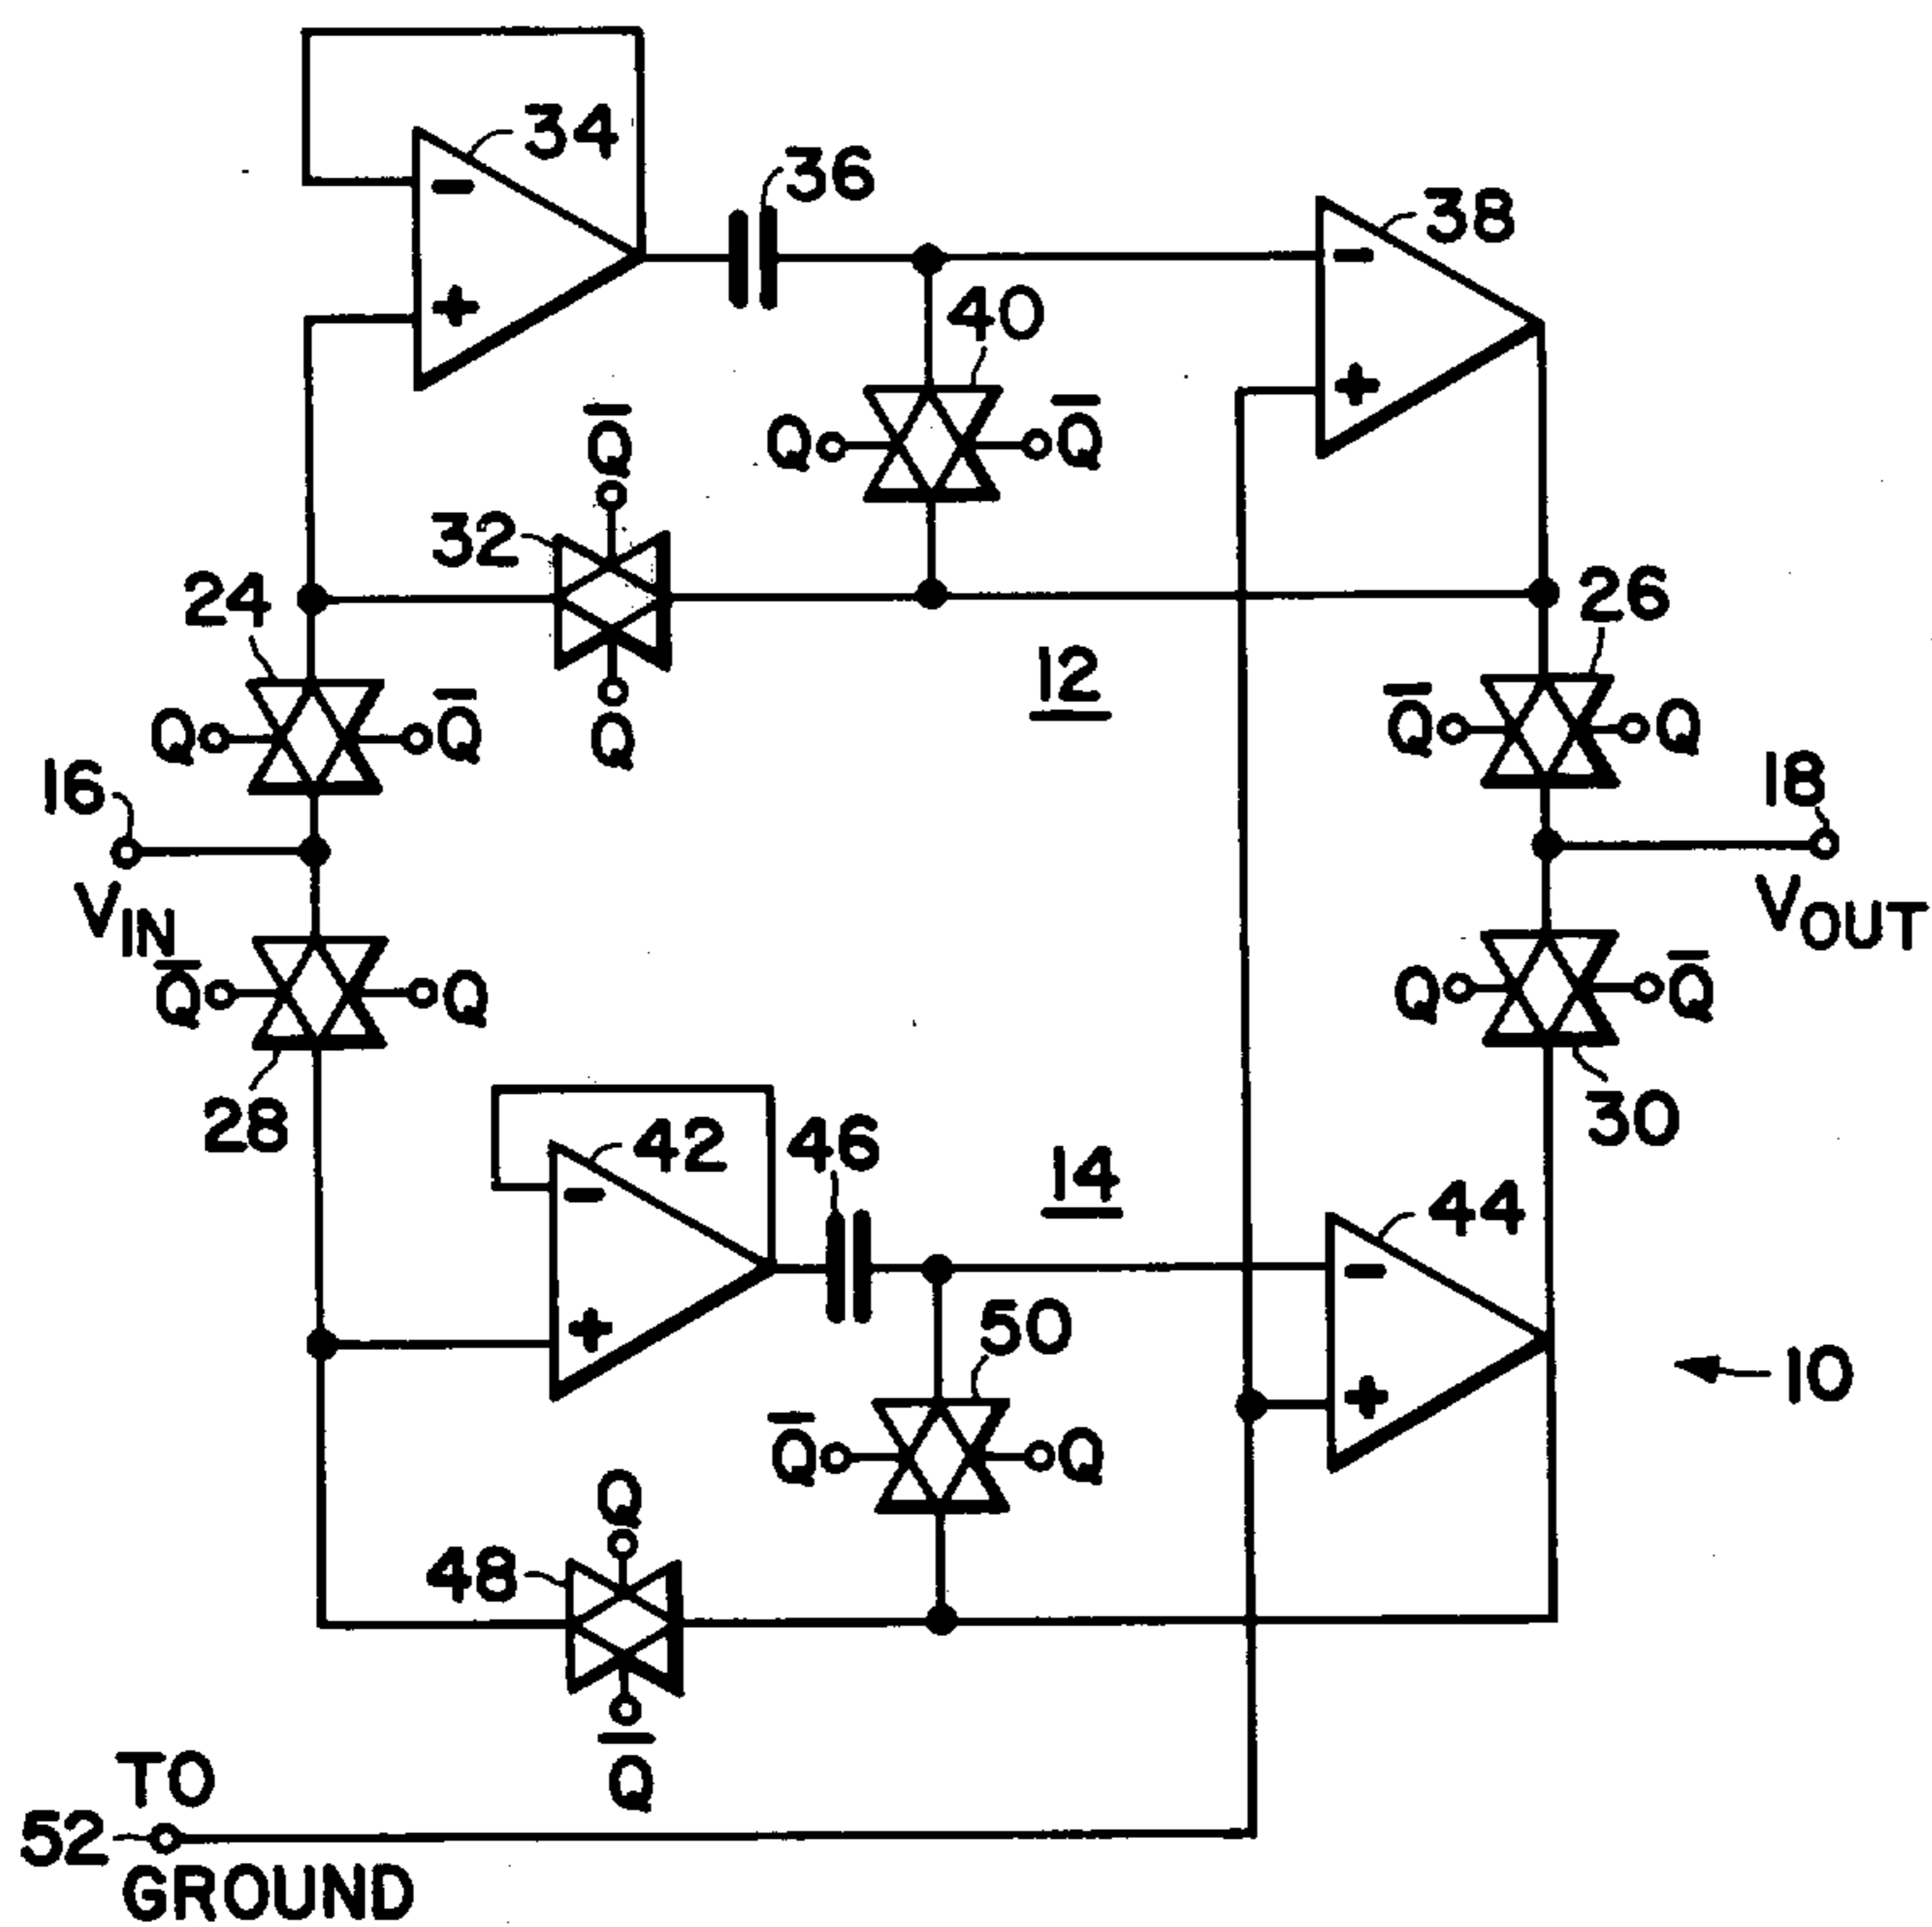 34
36
38
- - 
+ 40 +
Q Q̅
Q̅
32
24 26
12
Q Q̅ Q Q̅ Q
16 18
VIN VOUT
Q̅ Q Q Q̅
28 42 46 14 30
- 44
-
50
+ + 10
Q̅ Q
Q
48
Q̅
TO
52
GROUND